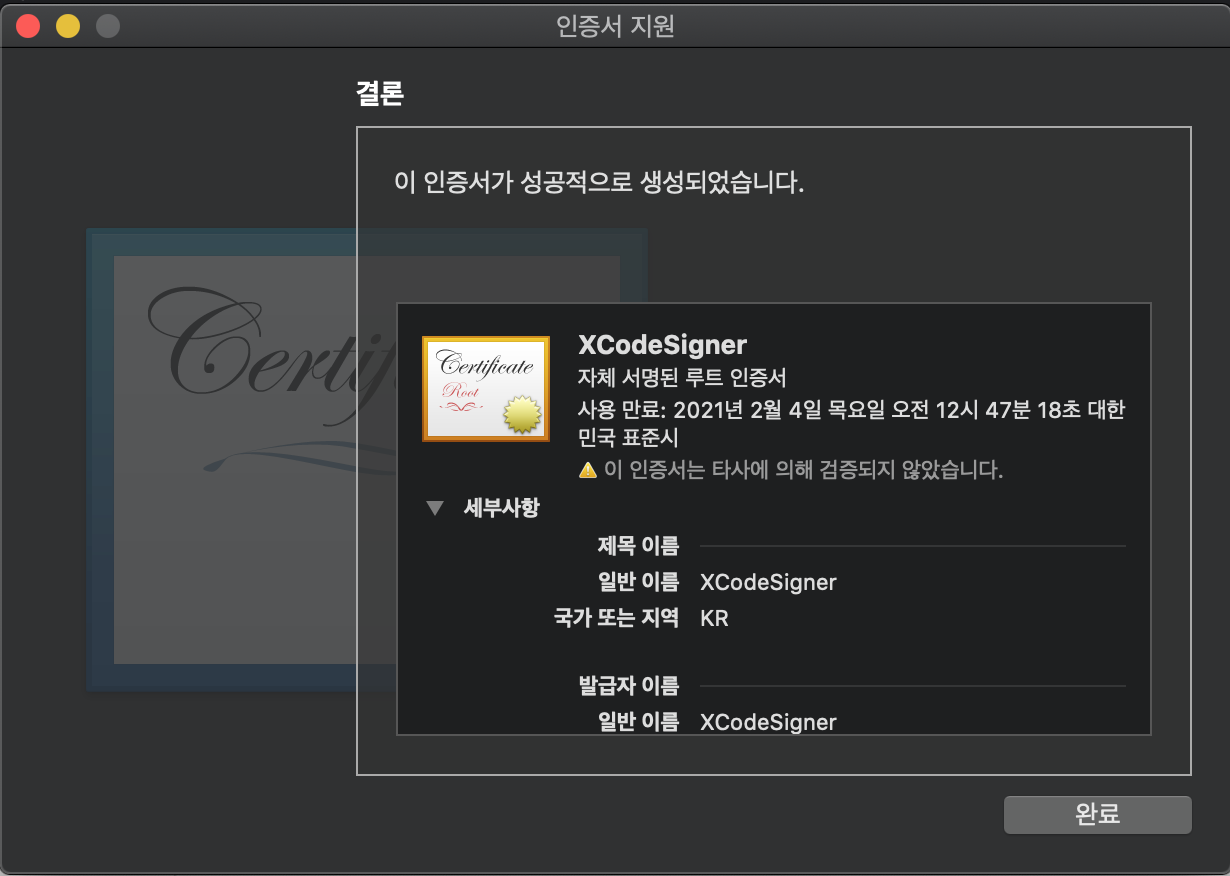 인증서 지원
결론
이 인증서가 성공적으로 생성되었습니다.
Certif
Certificate
Root
XCodeSigner
자체 서명된 루트 인증서
사용 만료: 2021년 2월 4일 목요일 오전 12시 47분 18초 대한
민국 표준시
이 인증서는 타사에 의해 검증되지 않았습니다.
세부사항
제목 이름
일반 이름 XCodeSigner
국가 또는 지역 KR
발급자 이름
일반 이름 XCodeSigner
완료